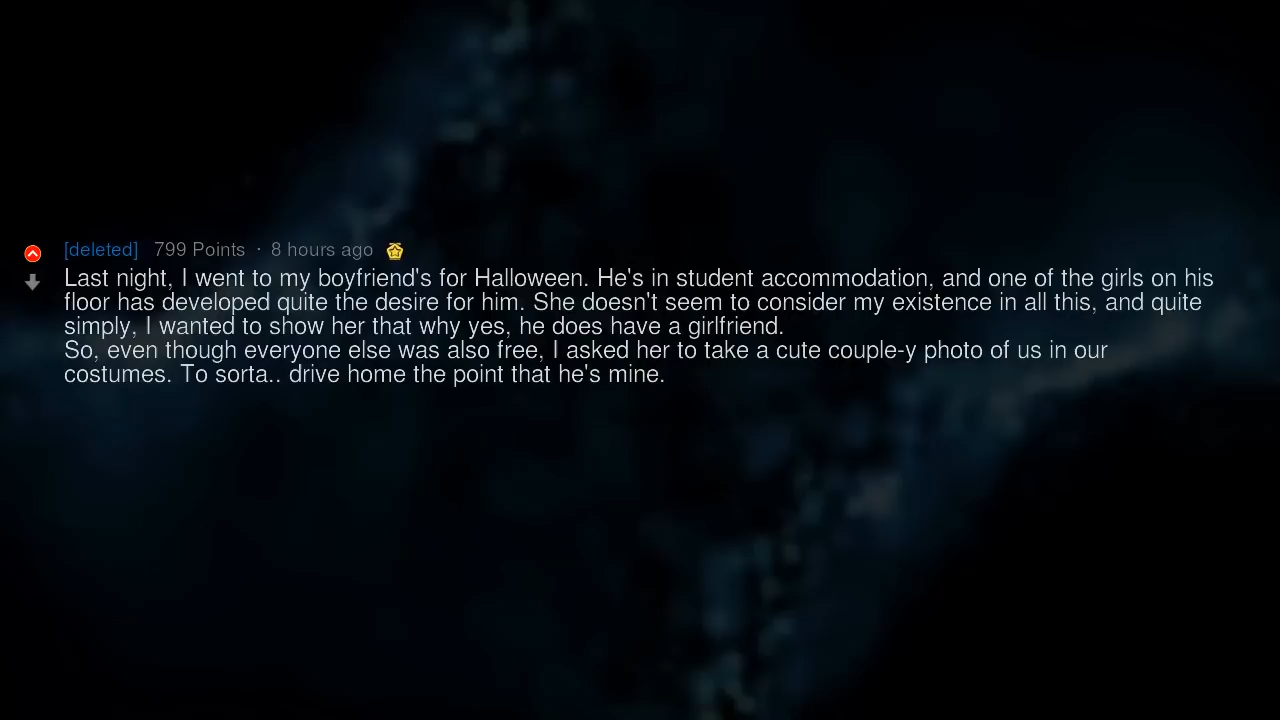 [deleted] 799 Points · 8 hours ago
Last night, I went to my boyfriend's for Halloween. He's in student accommodation, and one of the girls on his
floor has developed quite the desire for him. She doesn't seem to consider my existence in all this, and quite
simply, I wanted to show her that why yes, he does have a girlfriend.
So, even though everyone else was also free, I asked her to take a cute couple-y photo of us in our
costumes. To sorta.. drive home the point that he's mine.